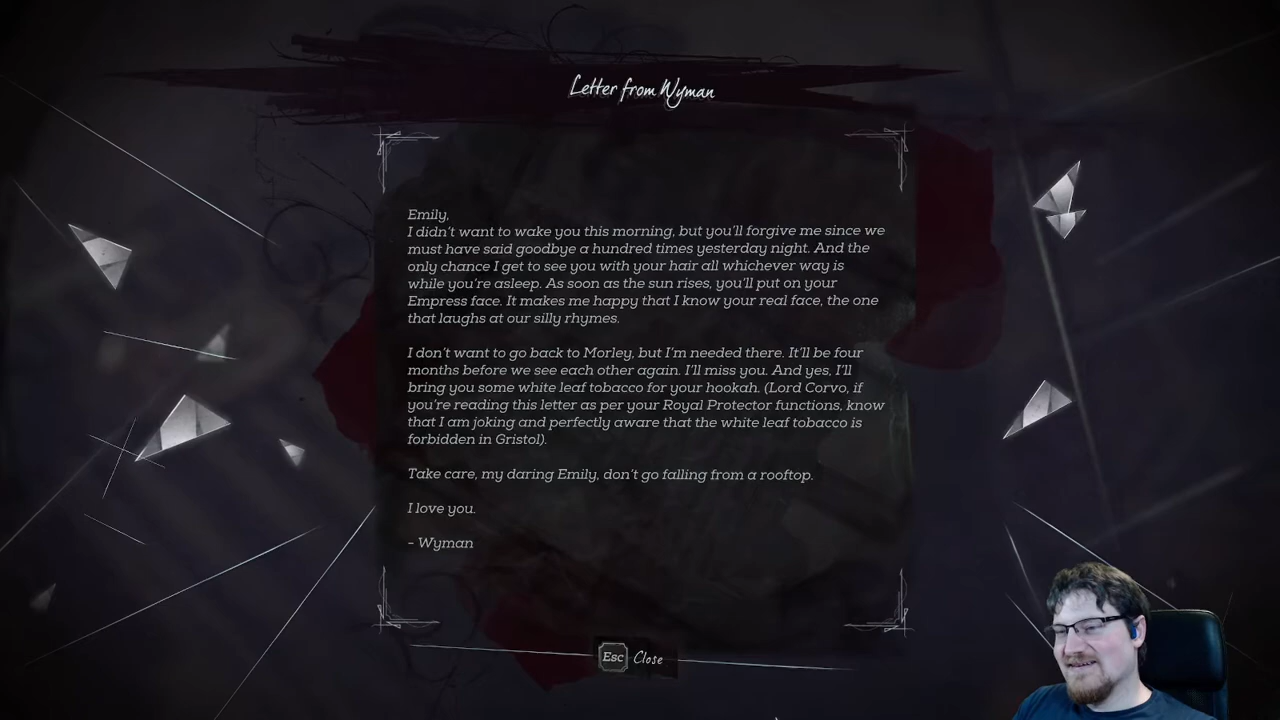 Letter from Wyman
Emily,
I didn't want to wake you this morning, but you'll forgive me since we
must have said goodbye a hundred times yesterday night. And the
only chance I get to see you with your hair all whichever way is
while you're asleep. As soon as the sun rises, you'll put on your
Empress face. It makes me happy that I know your real face, the one
that laughs at our silly rhymes.
I don't want to go back to Morley, but I'm needed there. It'll be four
months before we see each other again. I'll miss you. And yes, I'll
bring you some white leaf tobacco for your hookah. (Lord Corvo, if
you're reading this letter as per your Royal Protector functions, know
that I am joking and perfectly aware that the white leaf tobacco is
forbidden in Gristol).
Take care, my daring Emily, don't go falling from a rooftop.
I love you.
- Wyman
Esc Close